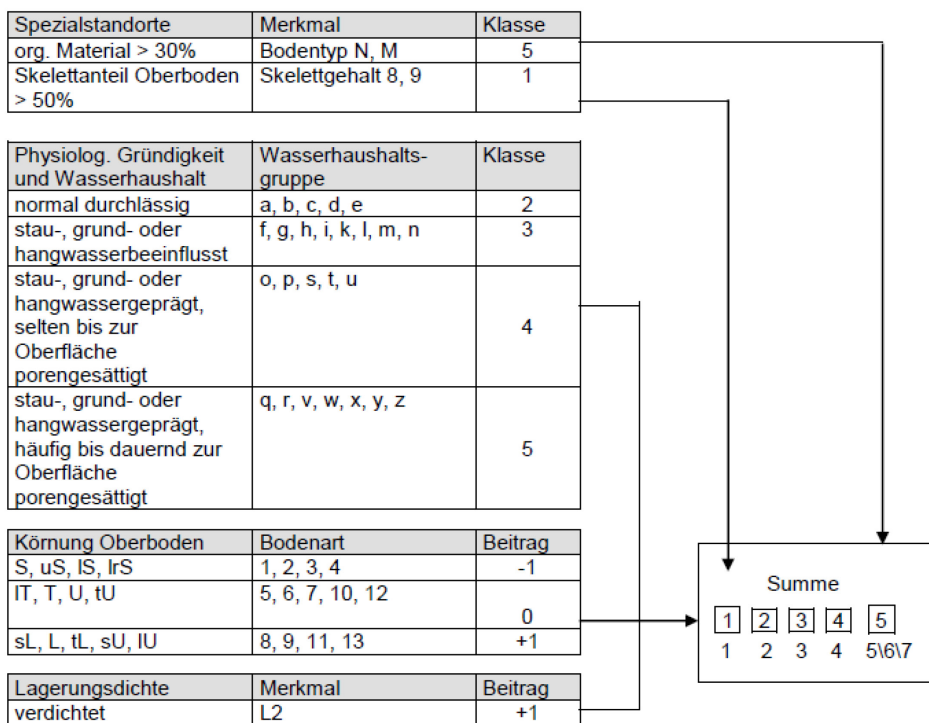 Spezialstandorte Merkmal Klasse
org. Material > 30% Bodentyp N, M 5
Skelettanteil Oberboden Skelettgehalt 8, 9 1
> 50%
Physiolog. Gründigkeit Wasserhaushalts- Klasse
und Wasserhaushalt gruppe
normal durchlässig a, b, c, d, e 2
stau-, grund- oder f, g, h, i, k, l, m, n 3
hangwasserbeeinflusst
stau-, grund- oder o, p, s, t, u
hangwassergeprägt,
selten bis zur 4
Oberfläche
porengesättigt
stau-, grund- oder q, r, v, w, x, y, z
hangwassergeprägt,
häufig bis dauernd zur 5
Oberfläche
porengesättigt
Körnung Oberboden Bodenart Beitrag
S, uS, lS, lrS 1, 2, 3, 4 -1
lT, T, U, tU 5, 6, 7, 10, 12
0
sL, L, tL, sU, lU 8, 9, 11, 13 +1
Lagerungsdichte Merkmal Beitrag
verdichtet L2 +1
Summe
1 2 3 4 5
1 2 3 4 5\6\7